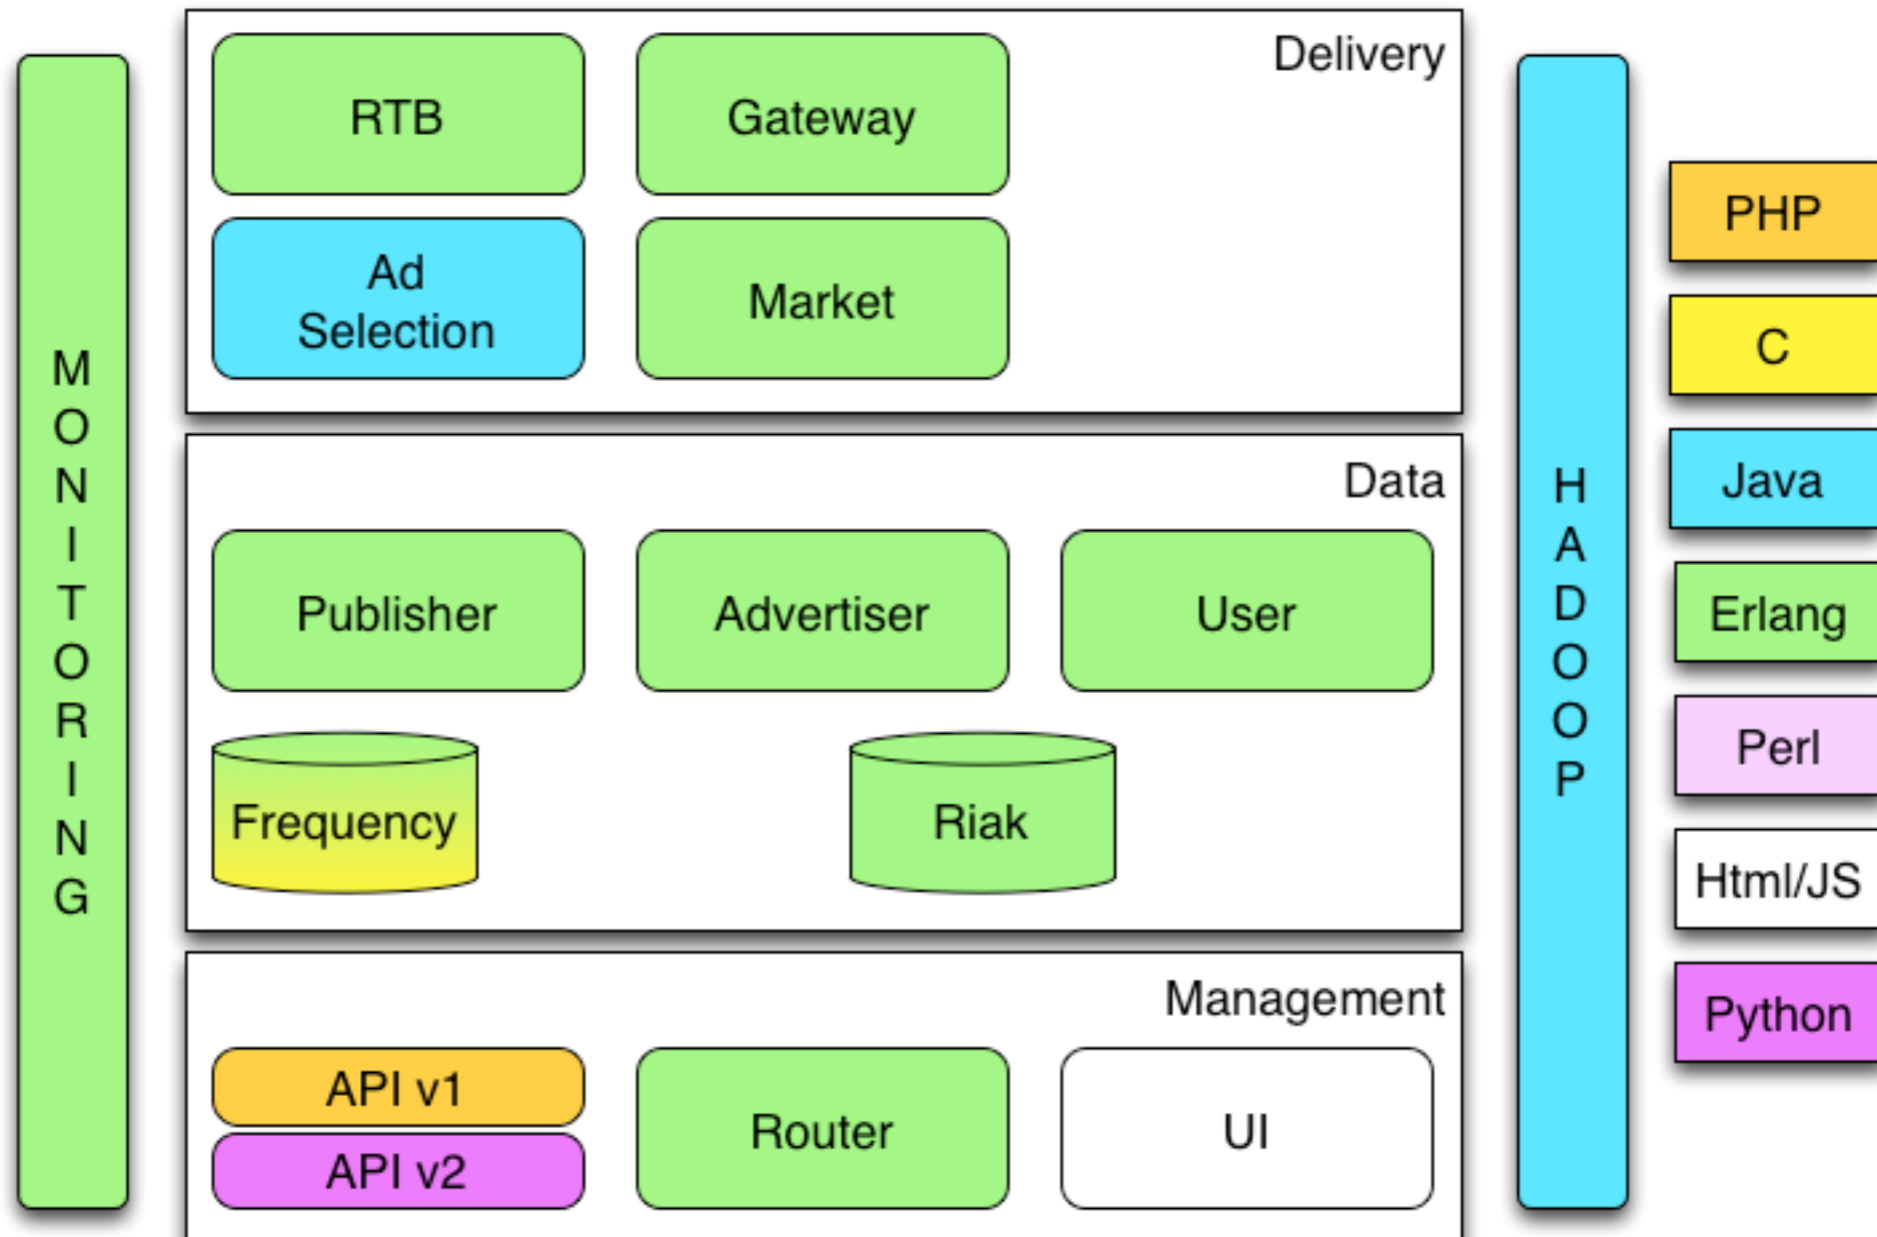 MONITORING
Delivery
RTB
Gateway
Ad
Selection
Market
Data
Publisher
Advertiser
User
Frequency
Riak
Management
API v1
API v2
Router
UI
HADOOP
PHP
C
Java
Erlang
Perl
Html/JS
Python